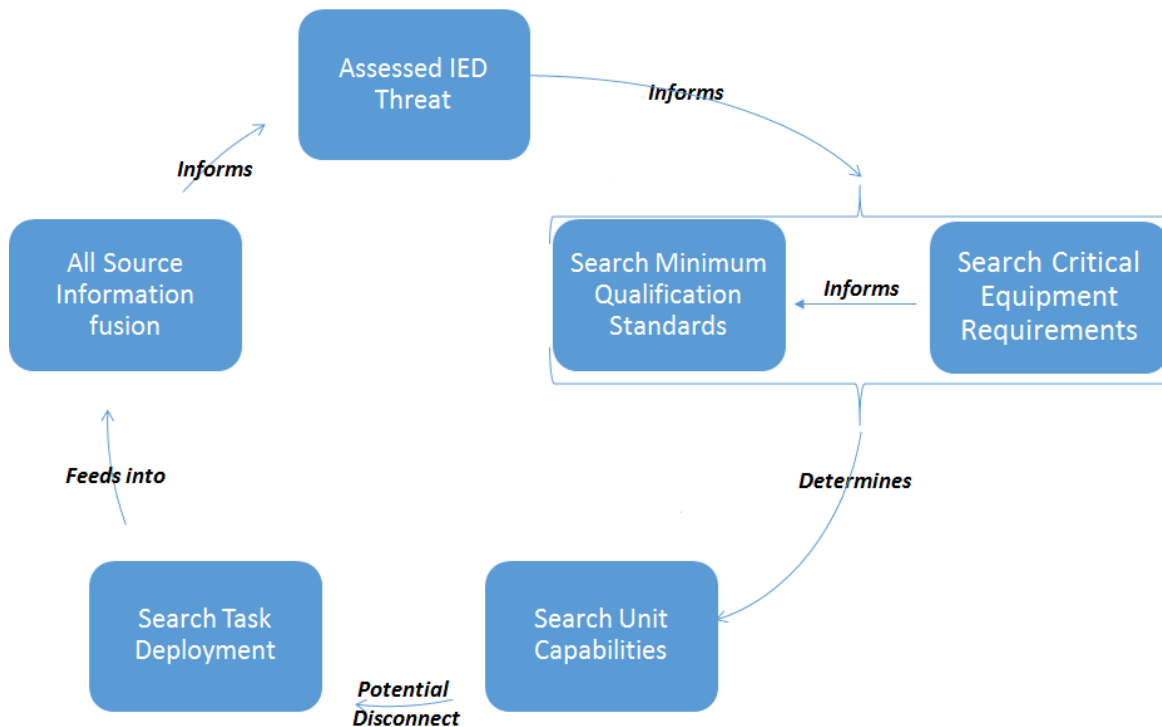 Assessed IED
Threat
Informs
Informs
All Source
Information
fusion
Search Minimum
Qualification
Standards
Informs
Search Critical
Equipment
Requirements
Feeds into
Determines
Search Task
Deployment
Search Unit
Capabilities
Potential
Disconnect